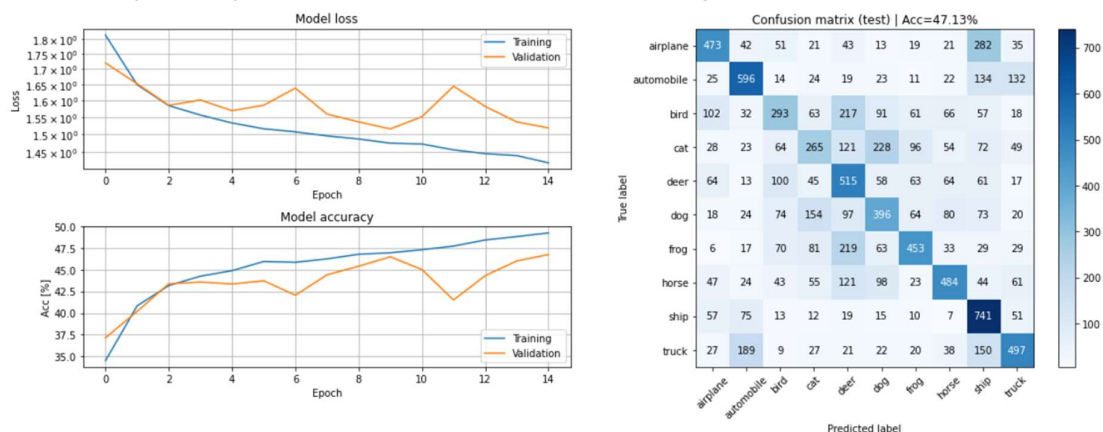 Model loss
1.8 × 10⁰
1.75 × 10⁰
1.7 × 10⁰
1.65 × 10⁰
1.6 × 10⁰
1.55 × 10⁰
1.5 × 10⁰
1.45 × 10⁰
Loss
Training
Validation
0 2 4 6 8 10 12 14
Epoch
Model accuracy
50.0
47.5
45.0
42.5
40.0
37.5
35.0
Acc [%]
Training
Validation
0 2 4 6 8 10 12 14
Epoch
Confusion matrix (test) | Acc=47.13%
True label
airplane 473 42 51 21 43 13 19 21 282 35
automobile 25 596 14 24 19 23 11 22 134 132
bird 102 32 293 63 217 91 61 66 57 18
cat 28 23 64 265 121 228 96 54 72 49
deer 64 13 100 45 515 58 63 64 61 17
dog 18 24 74 154 97 396 64 80 73 20
frog 6 17 70 81 219 63 453 33 29 29
horse 47 24 43 55 121 98 23 484 44 61
ship 57 75 13 12 19 15 10 7 741 51
truck 27 189 9 27 21 22 20 38 150 497
airplane automobile bird cat deer dog frog horse ship truck
Predicted label
700
600
500
400
300
200
100